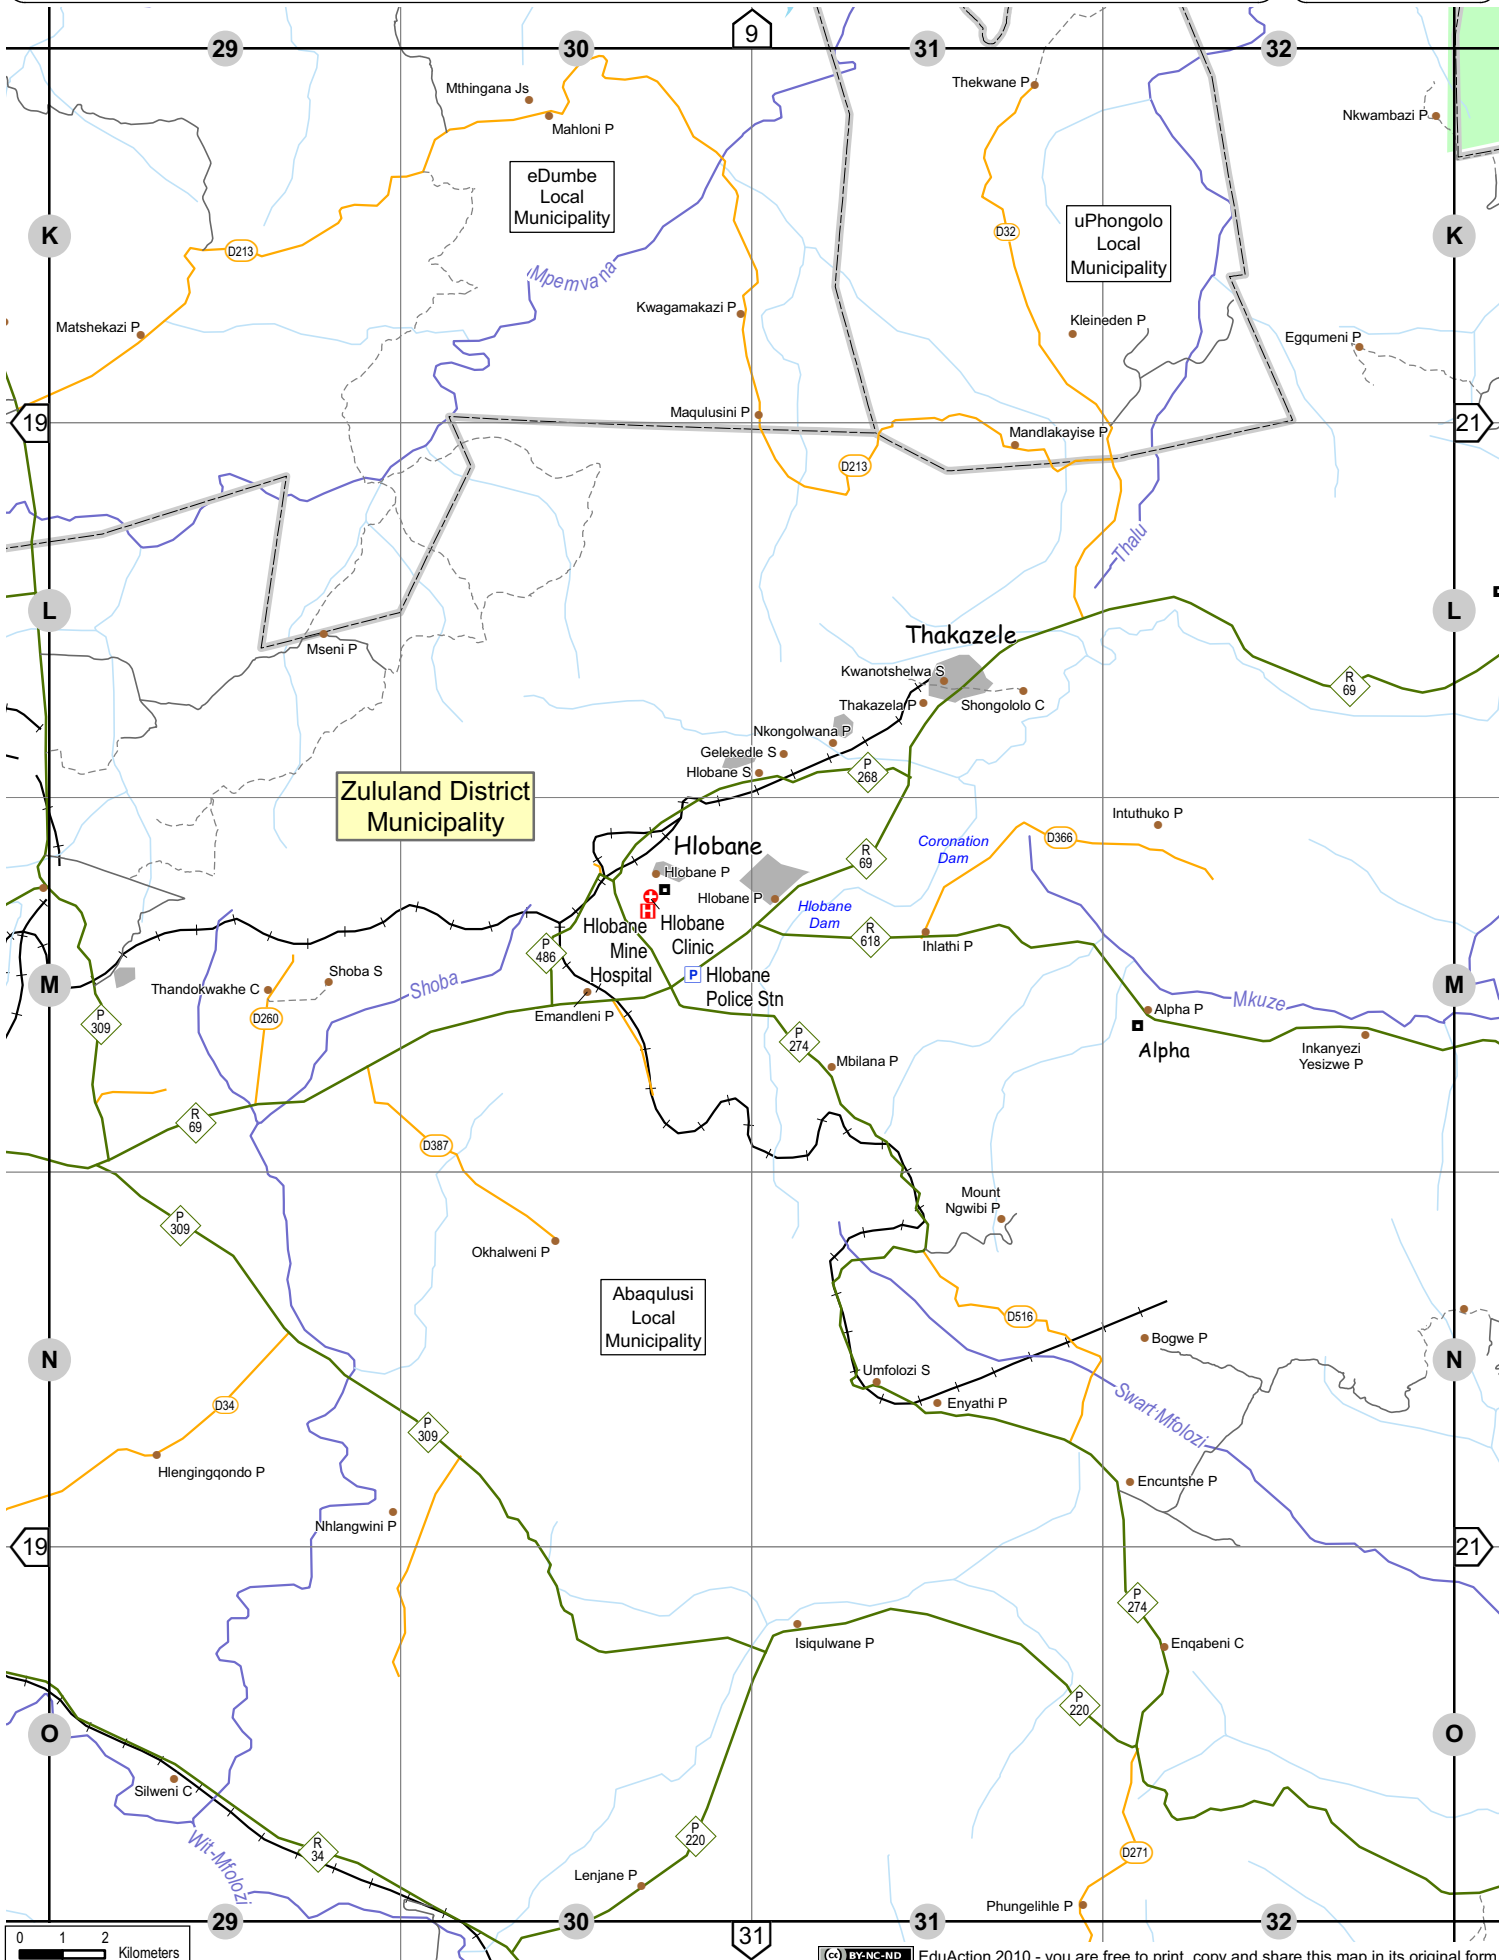 29
30
9
31
32
Thekwane P
Mthingana Js
Mahloni P
Nkwambazi P
eDumbe
Local
Municipality
uPhongolo
Local
Municipality
K
K
D213
D32
Mpemvana
Kwagamakazi P
Kleineden P
Matshekazi P
Egqumeni P
Maqulusini P
19
21
Mandlakayise P
D213
Thalu
L
L
Mseni P
Thakazele
Kwanotshelwa S
R
69
Thakazela P
Shongololo C
Nkongolwana P
Gelekedle S
Hlobane S
P
268
Zululand District
Municipality
Intuthuko P
D366
Coronation
Dam
Hlobane
R
69
Hlobane P
Hlobane P
Hlobane
Dam
H
Hlobane
Mine
Hospital
Hlobane
Clinic
R
618
Ihlathi P
P
486
P
Hlobane
Police Stn
Shoba S
Thandokwakhe C
Shoba
M
M
Mkuze
Alpha P
Emandleni P
D260
P
309
P
274
Alpha
Inkanyezi
Yesizwe P
Mbilana P
R
69
D387
Mount
Ngwibi P
P
309
Okhalweni P
Abaqulusi
Local
Municipality
D516
Bogwe P
N
N
Umfolozi S
Enyathi P
Swart-Mfolozi
D34
P
309
Hlengingqondo P
Encuntshe P
Nhlangwini P
19
21
P
274
Isiqulwane P
Enqabeni C
P
220
O
O
Silweni C
P
220
Wit-Mfolozi
R
34
D271
Lenjane P
Phungelihle P
29
30
31
31
32
0 1 2
Kilometers
(cc) BY-NC-ND EduAction 2010 - you are free to print, copy and share this map in its original form